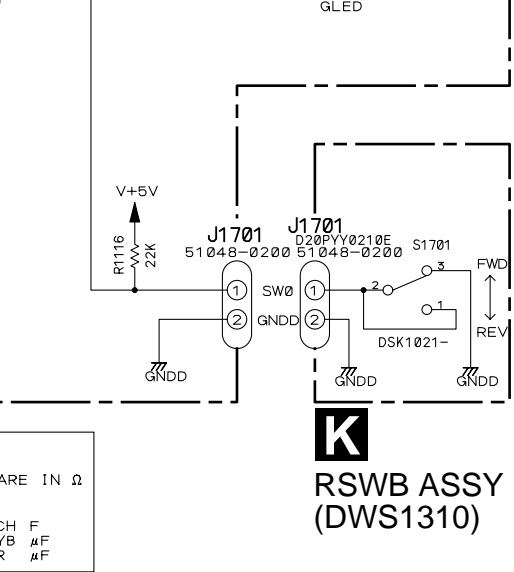 GLED
V+5V
R1116
22K
J1701
51048-0200
J1701
D20PYY0210E
51048-0200
S1701
1
SW0
1
2
3
FWD
2
GNDD
2
1
REV
DSK1021-
GNDD
GNDD
GNDD
K
RSWB ASSY
(DWS1310)
ARE IN Ω
CH F
YB µF
R µF